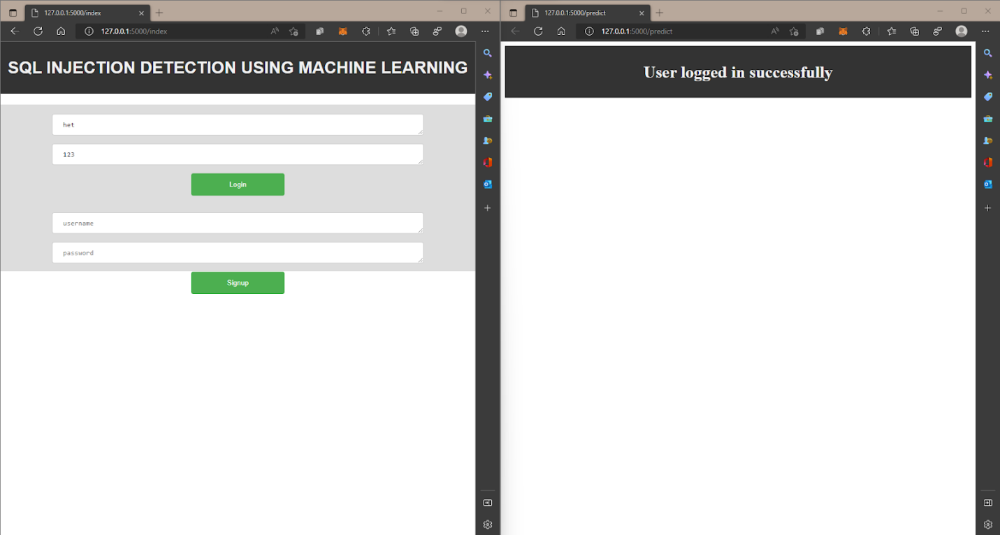 127.0.0.1:5000/index
127.0.0.1:5000/index
SQL INJECTION DETECTION USING MACHINE LEARNING
het
123
Login
username
password
Signup
127.0.0.1:5000/predict
127.0.0.1:5000/predict
User logged in successfully